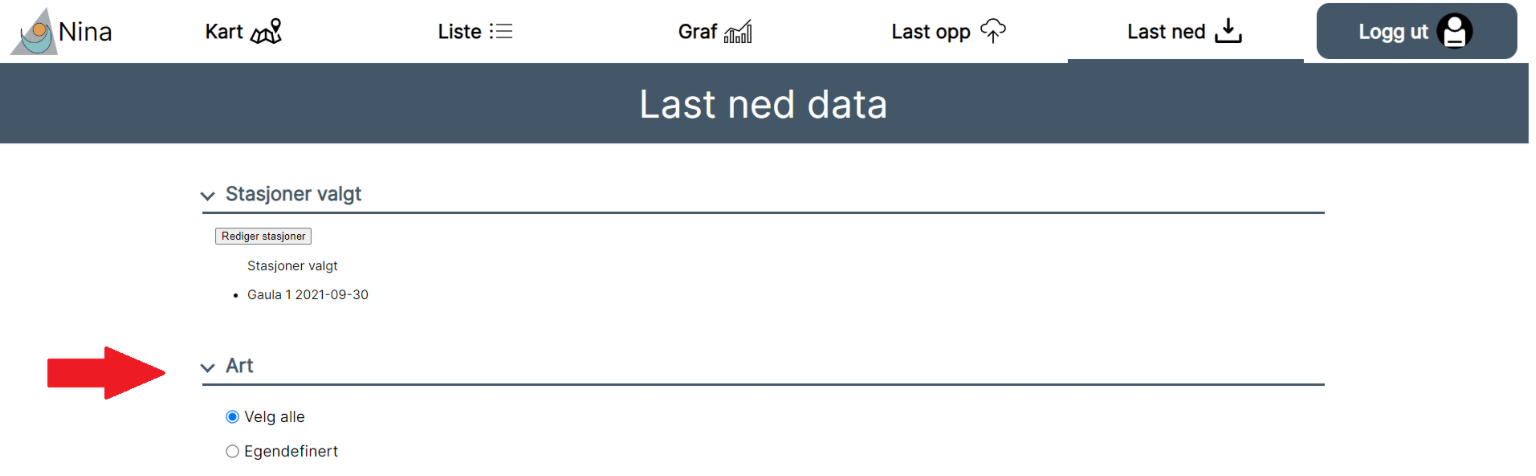 Nina Kart Liste Graf Last opp Last ned Logg ut
Last ned data
Stasjoner valgt
Rediger stasjoner
Stasjoner valgt
Gaula 1 2021-09-30
Art
Velg alle
Egendefinert